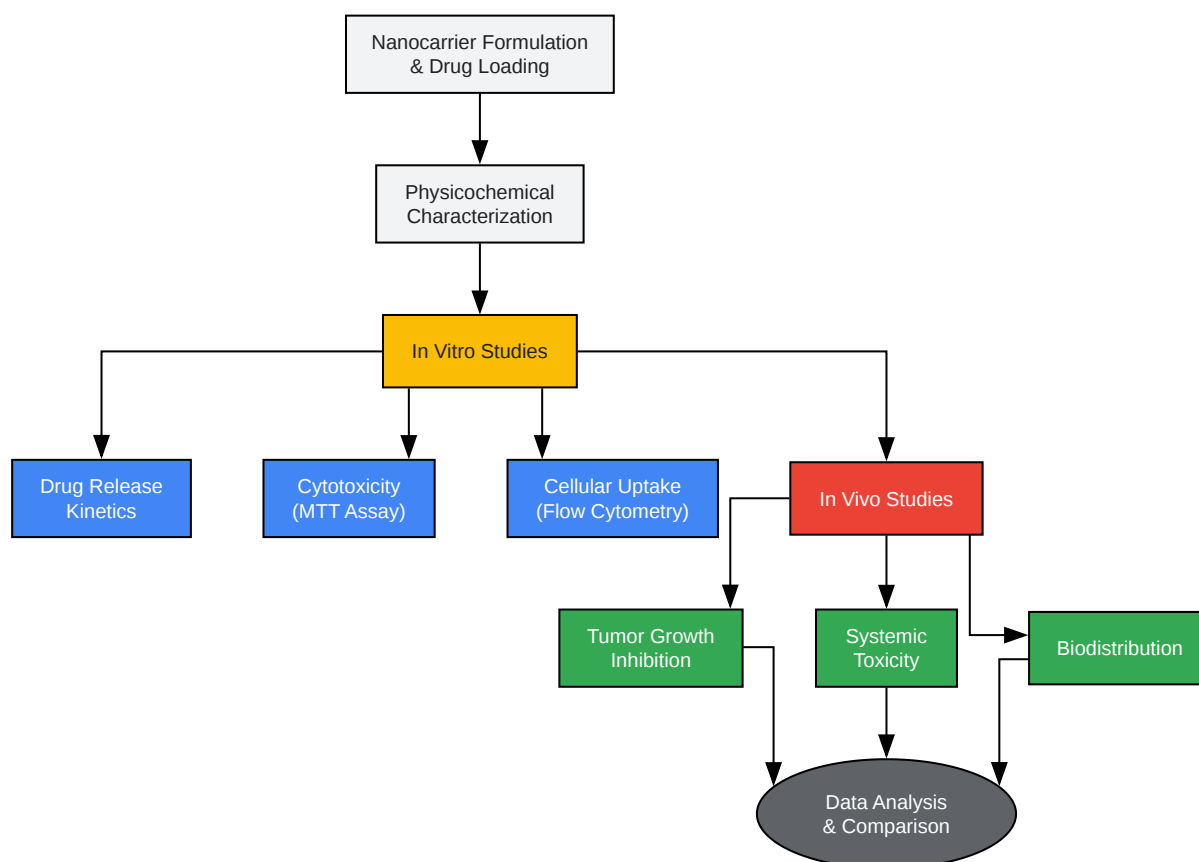 Nanocarrier Formulation
& Drug Loading
Physicochemical
Characterization
In Vitro Studies
Drug Release
Kinetics
Cytotoxicity
(MTT Assay)
Cellular Uptake
(Flow Cytometry)
In Vivo Studies
Tumor Growth
Inhibition
Systemic
Toxicity
Biodistribution
Data Analysis
& Comparison